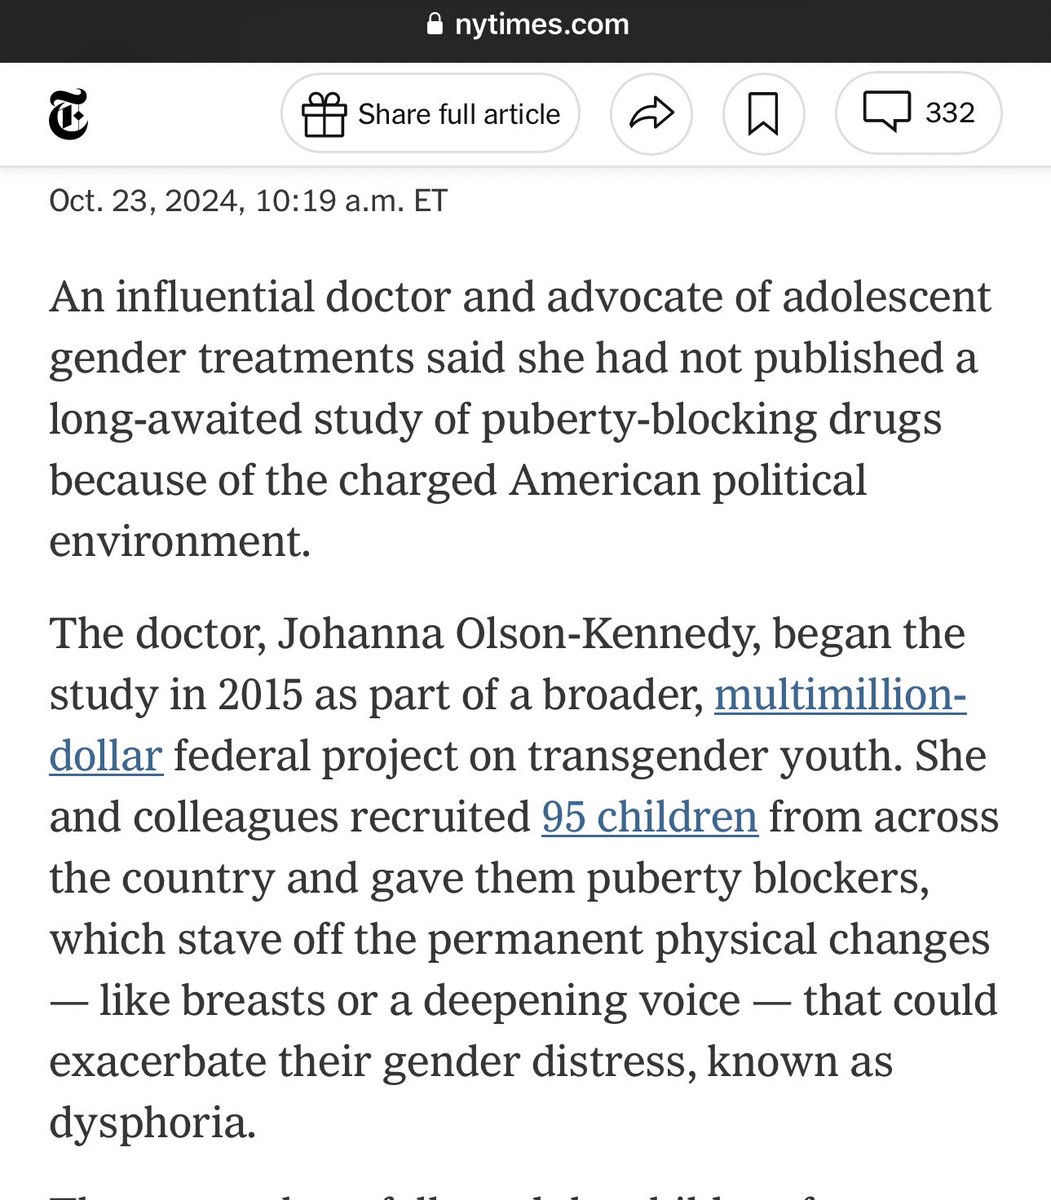 nytimes.com
Share full article
332
Oct. 23, 2024, 10:19 a.m. ET
An influential doctor and advocate of adolescent
gender treatments said she had not published a
long-awaited study of puberty-blocking drugs
because of the charged American political
environment.
The doctor, Johanna Olson-Kennedy, began the
study in 2015 as part of a broader, multimillion-
dollar federal project on transgender youth. She
and colleagues recruited 95 children from across
the country and gave them puberty blockers,
which stave off the permanent physical changes
— like breasts or a deepening voice — that could
exacerbate their gender distress, known as
dysphoria.